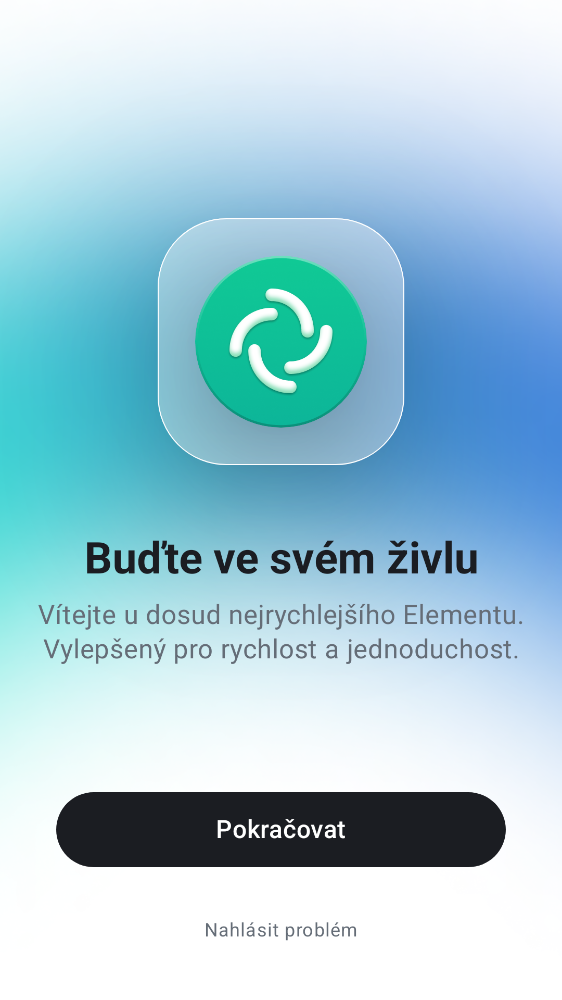 Buďte ve svém živlu
Vítejte u dosud nejrychlejšího Elementu.
Vylepšený pro rychlost a jednoduchost.
Pokračovat
Nahlásit problém